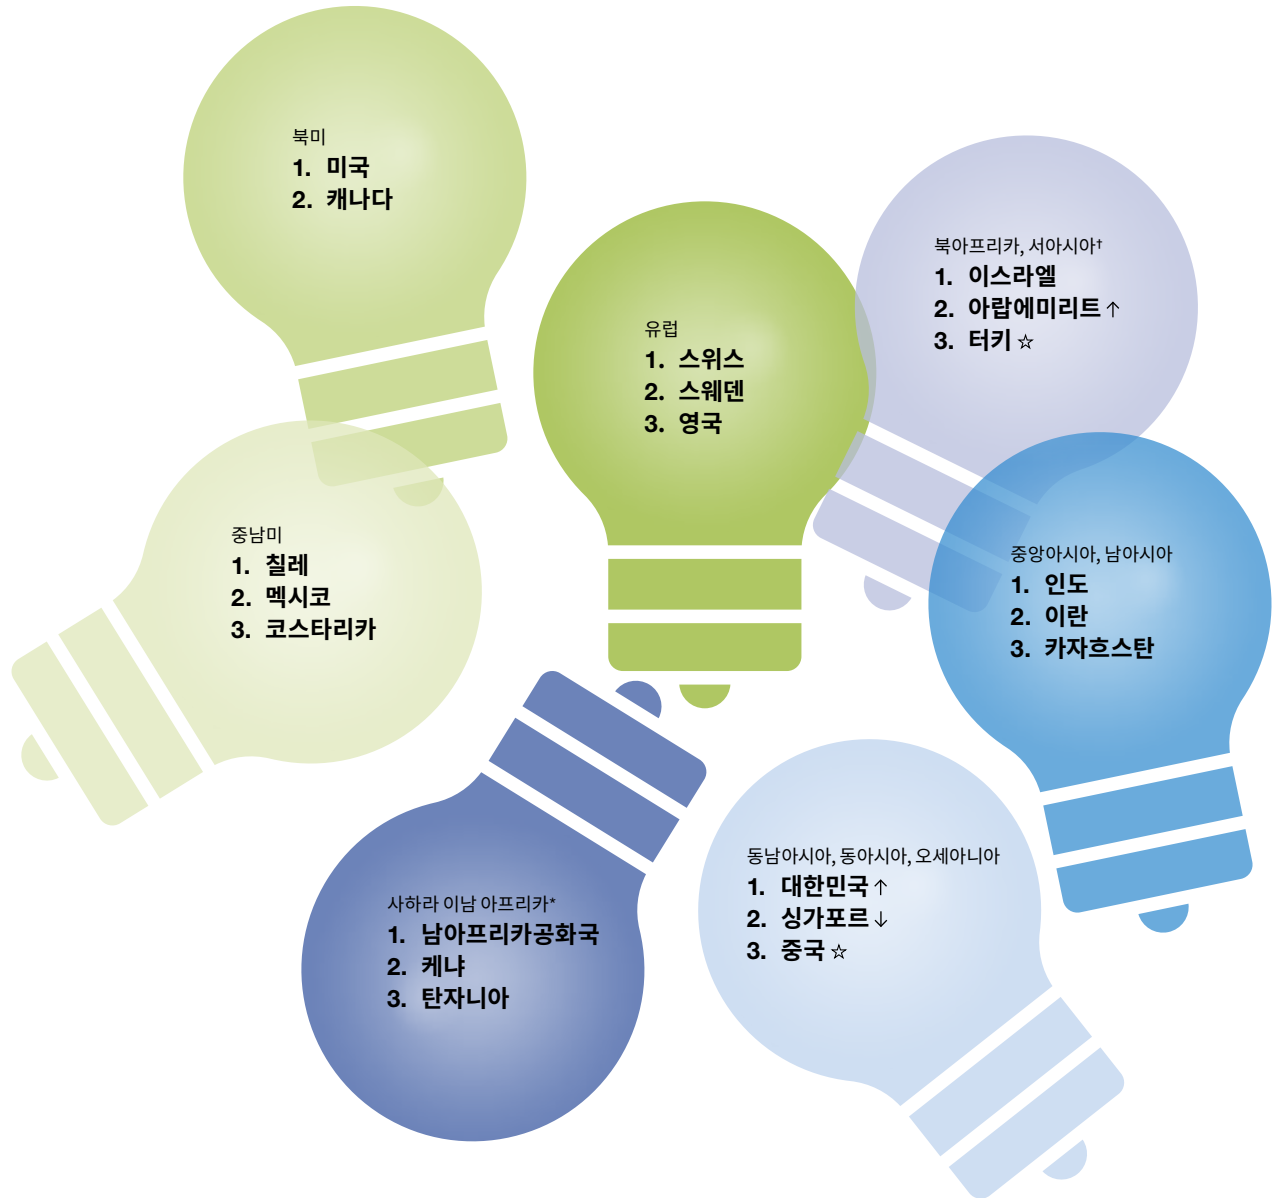 북미
1. 미국
2. 캐나다
북아프리카, 서아시아†
1. 이스라엘
2. 아랍에미리트 ↑
3. 터키 ☆
유럽
1. 스위스
2. 스웨덴
3. 영국
중남미
1. 칠레
2. 멕시코
3. 코스타리카
중앙아시아, 남아시아
1. 인도
2. 이란
3. 카자흐스탄
동남아시아, 동아시아, 오세아니아
1. 대한민국 ↑
2. 싱가포르 ↓
3. 중국 ☆
사하라 이남 아프리카*
1. 남아프리카공화국
2. 케냐
3. 탄자니아